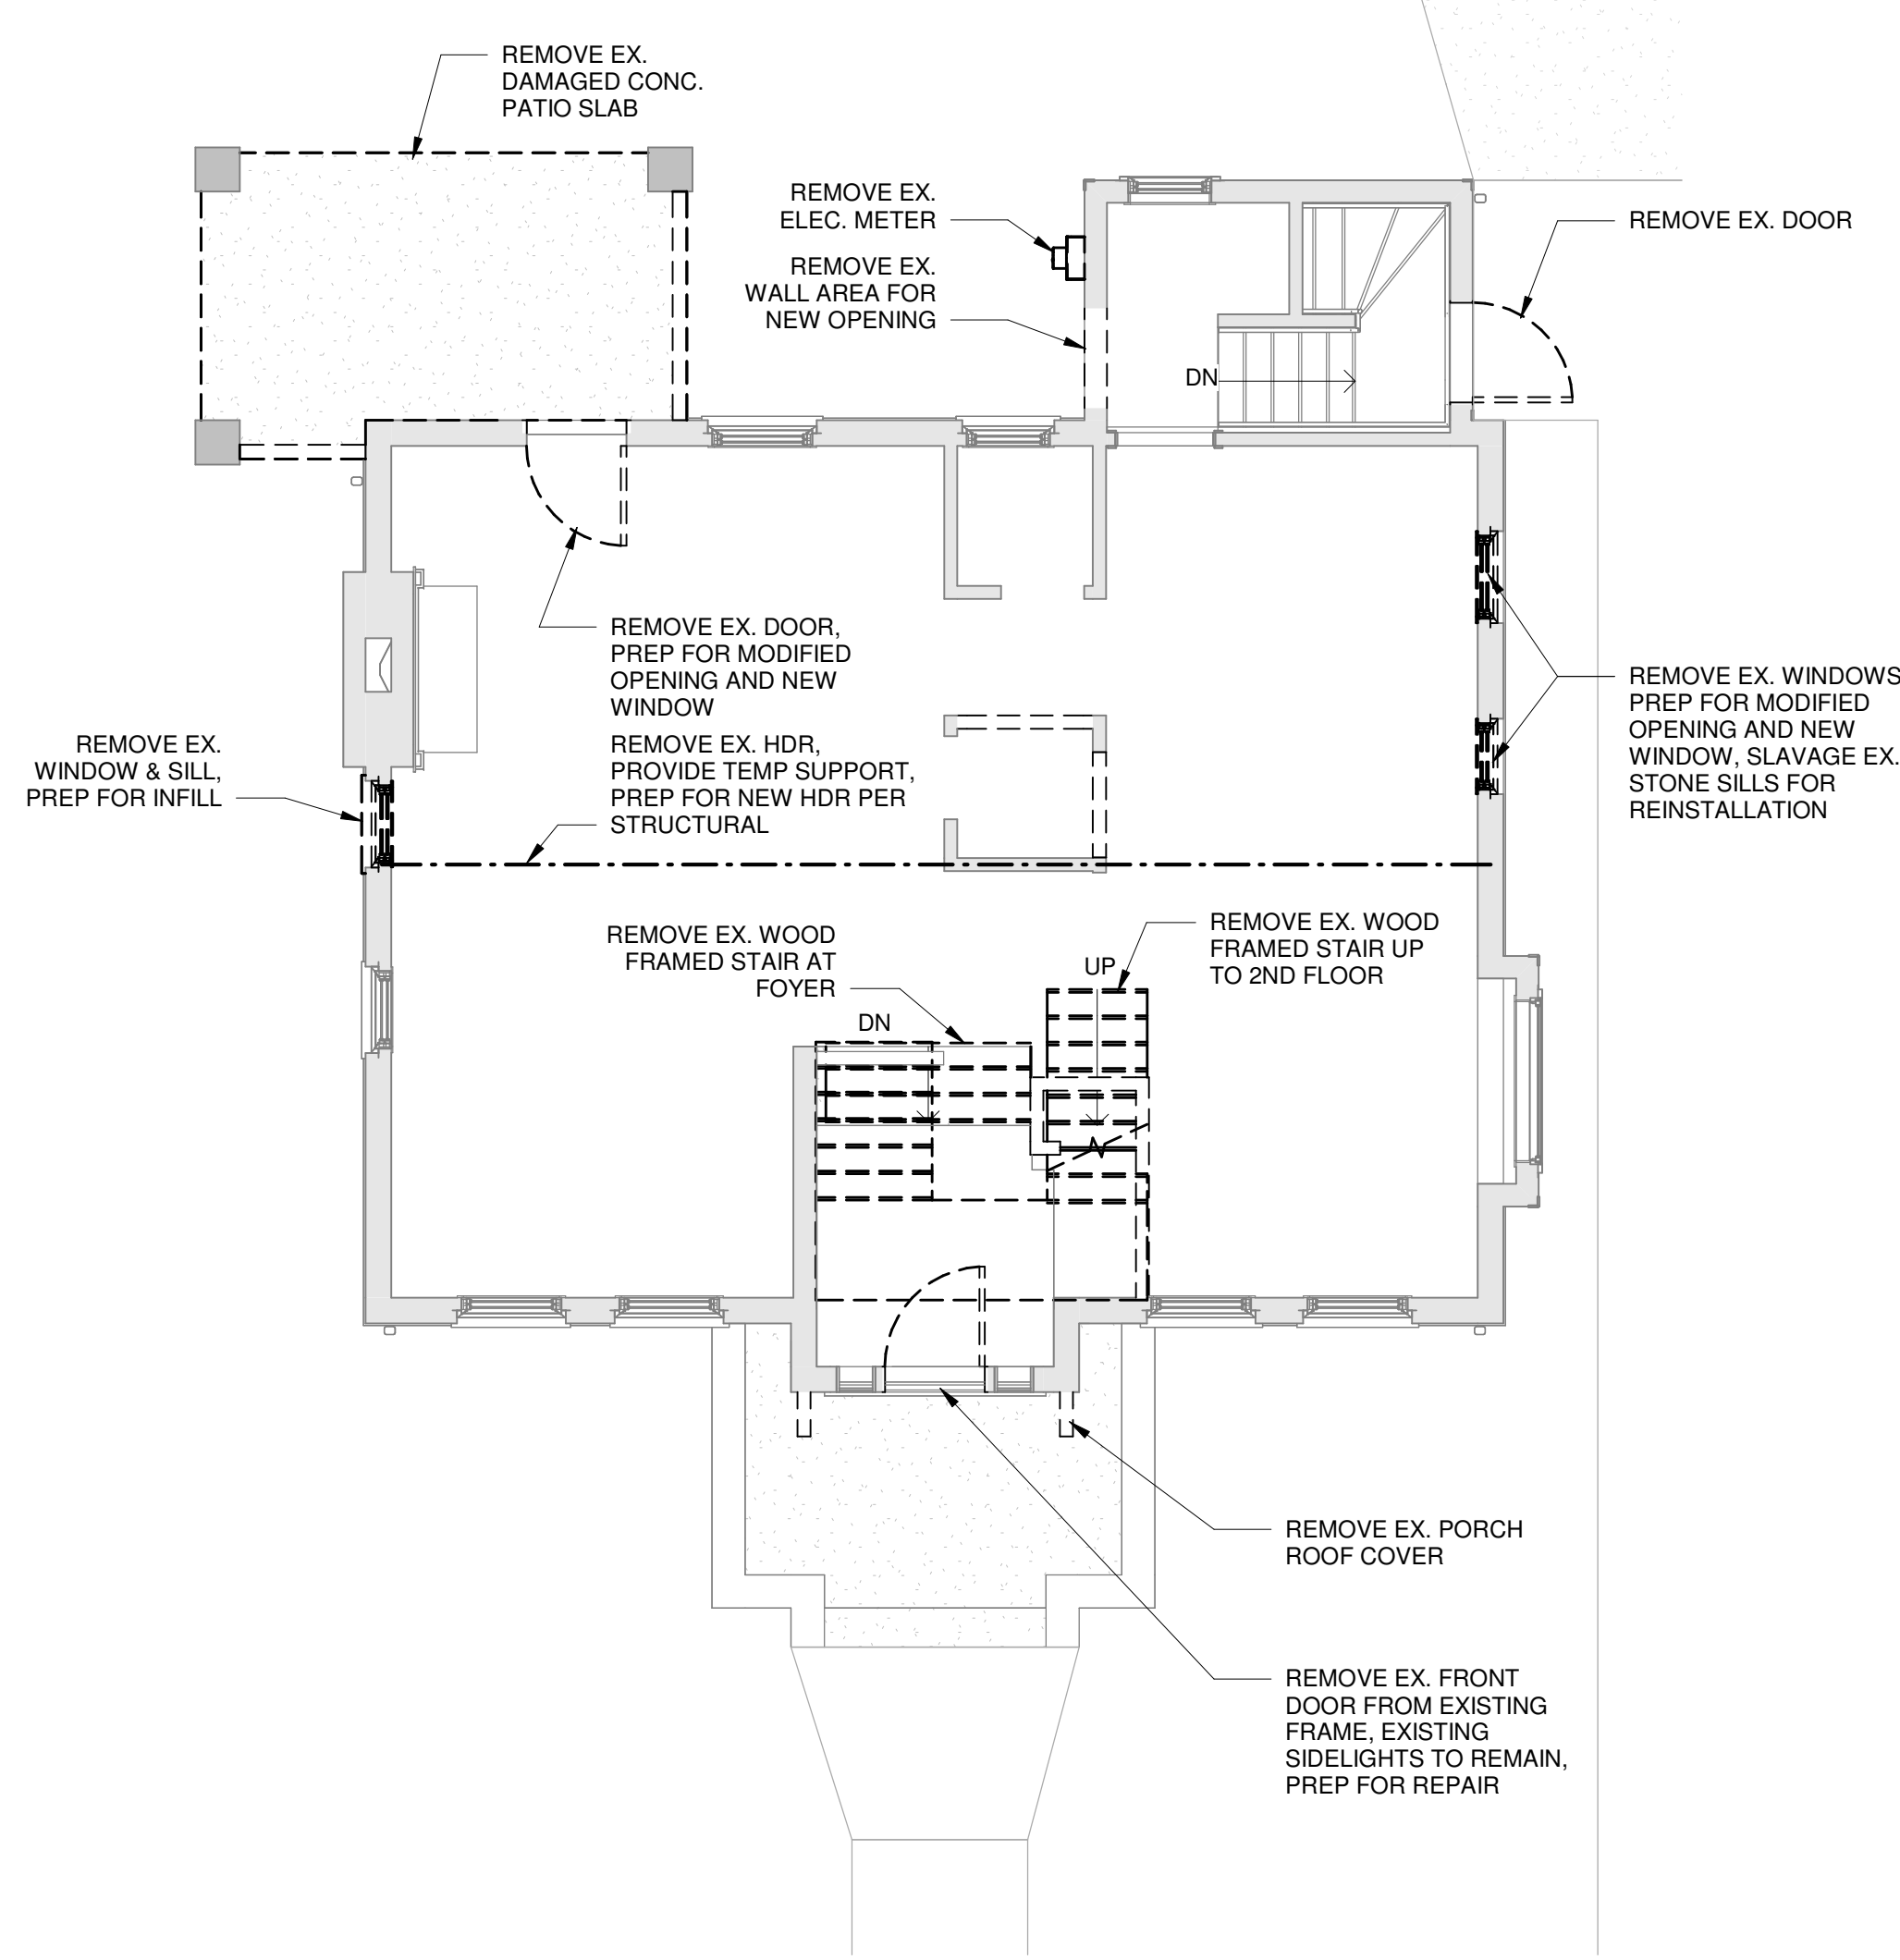 REMOVE EX.
DAMAGED CONC.
PATIO SLAB
REMOVE EX.
ELEC. METER
REMOVE EX. DOOR
REMOVE EX.
WALL AREA FOR
NEW OPENING
DN
REMOVE EX. DOOR,
PREP FOR MODIFIED
OPENING AND NEW
WINDOW
REMOVE EX. WINDOWS
PREP FOR MODIFIED
OPENING AND NEW
WINDOW, SLAVAGE EX.
STONE SILLS FOR
REINSTALLATION
REMOVE EX.
WINDOW & SILL,
PREP FOR INFILL
REMOVE EX. HDR,
PROVIDE TEMP SUPPORT,
PREP FOR NEW HDR PER
STRUCTURAL
REMOVE EX. WOOD
FRAMED STAIR AT
FOYER
REMOVE EX. WOOD
FRAMED STAIR UP
TO 2ND FLOOR
UP
DN
REMOVE EX. PORCH
ROOF COVER
REMOVE EX. FRONT
DOOR FROM EXISTING
FRAME, EXISTING
SIDELIGHTS TO REMAIN,
PREP FOR REPAIR